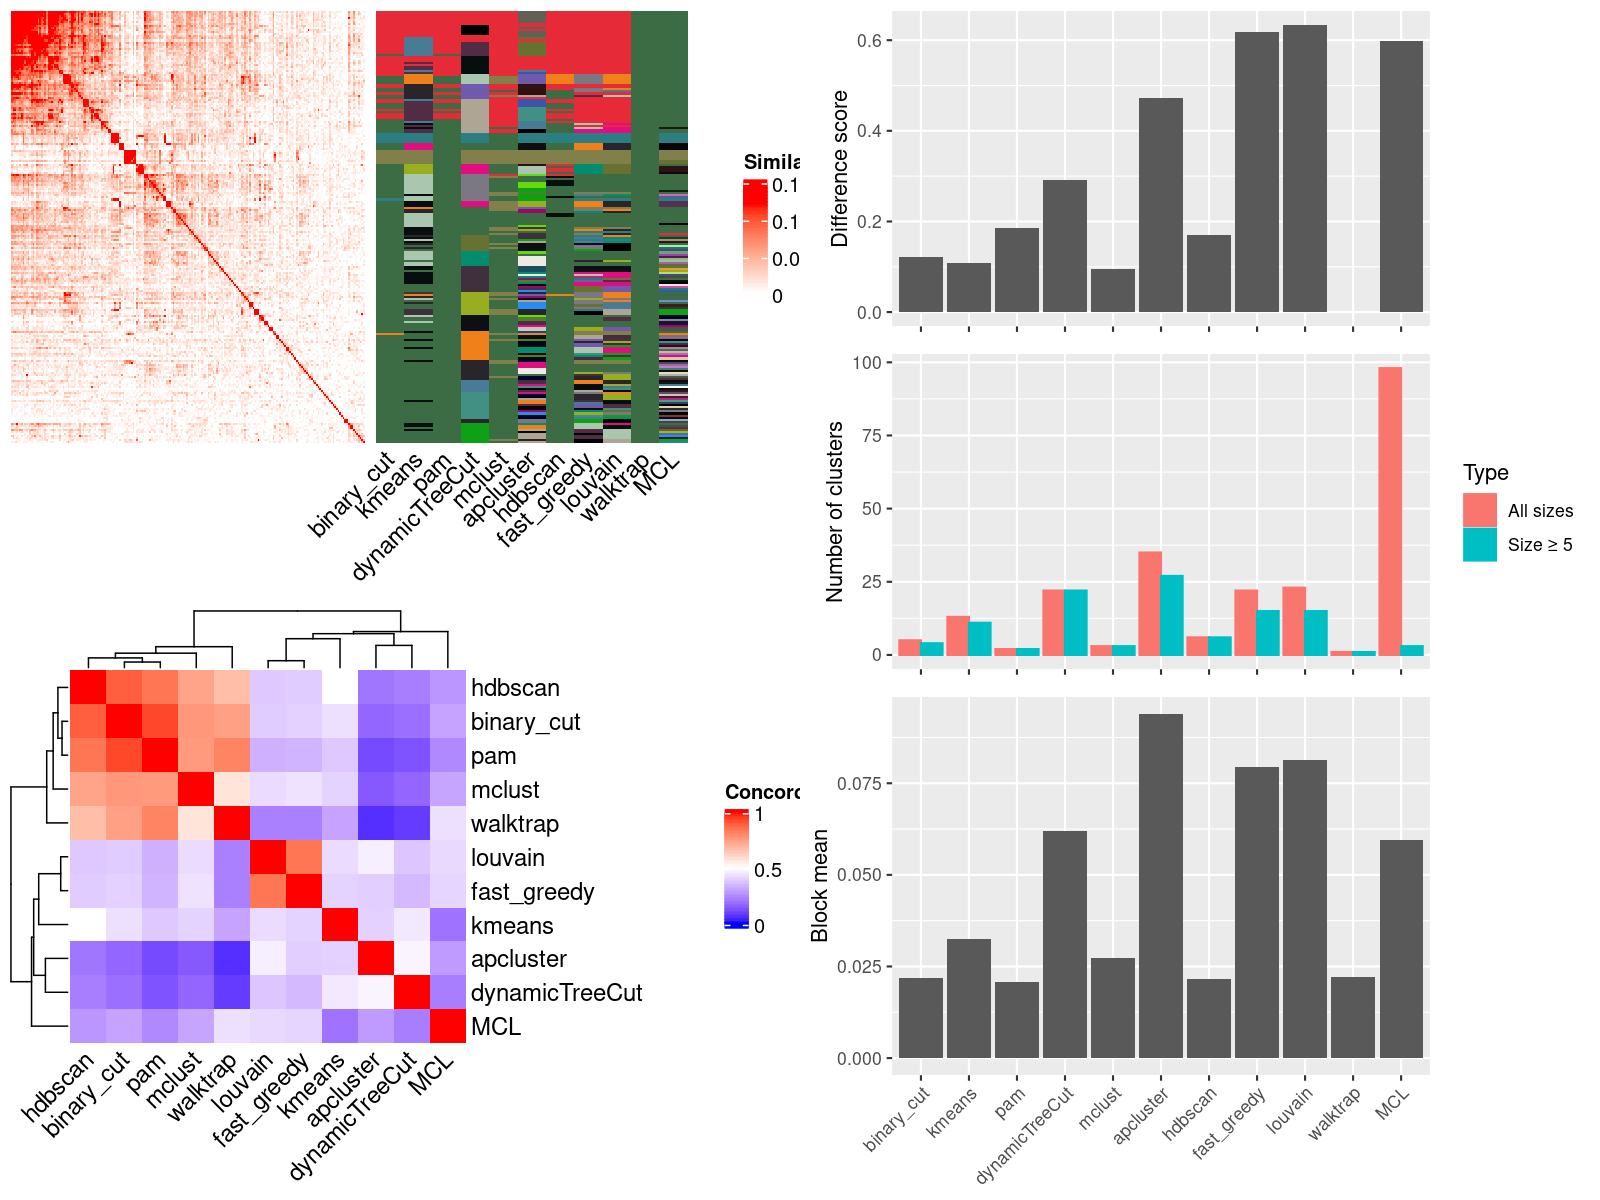 Simila
0.1
0.1
0.0
0
binary_cut
kmeans
pam
dynamicTreeCut
mclust
apcluster
hdbscan
fast_greedy
louvain
walktrap
MCL
hdbscan
binary_cut
pam
mclust
walktrap
louvain
fast_greedy
kmeans
apcluster
dynamicTreeCut
MCL
Concord
1
0.5
0
hdbscan
binary_cut
pam
mclust
walktrap
louvain
fast_greedy
kmeans
apcluster
dynamicTreeCut
MCL
Difference score
0.6
0.4
0.2
0.0
Number of clusters
100
75
50
25
0
Type
All sizes
Size ≥ 5
Block mean
0.075
0.050
0.025
0.000
binary_cut
kmeans
pam
dynamicTreeCut
mclust
apcluster
hdbscan
fast_greedy
louvain
walktrap
MCL